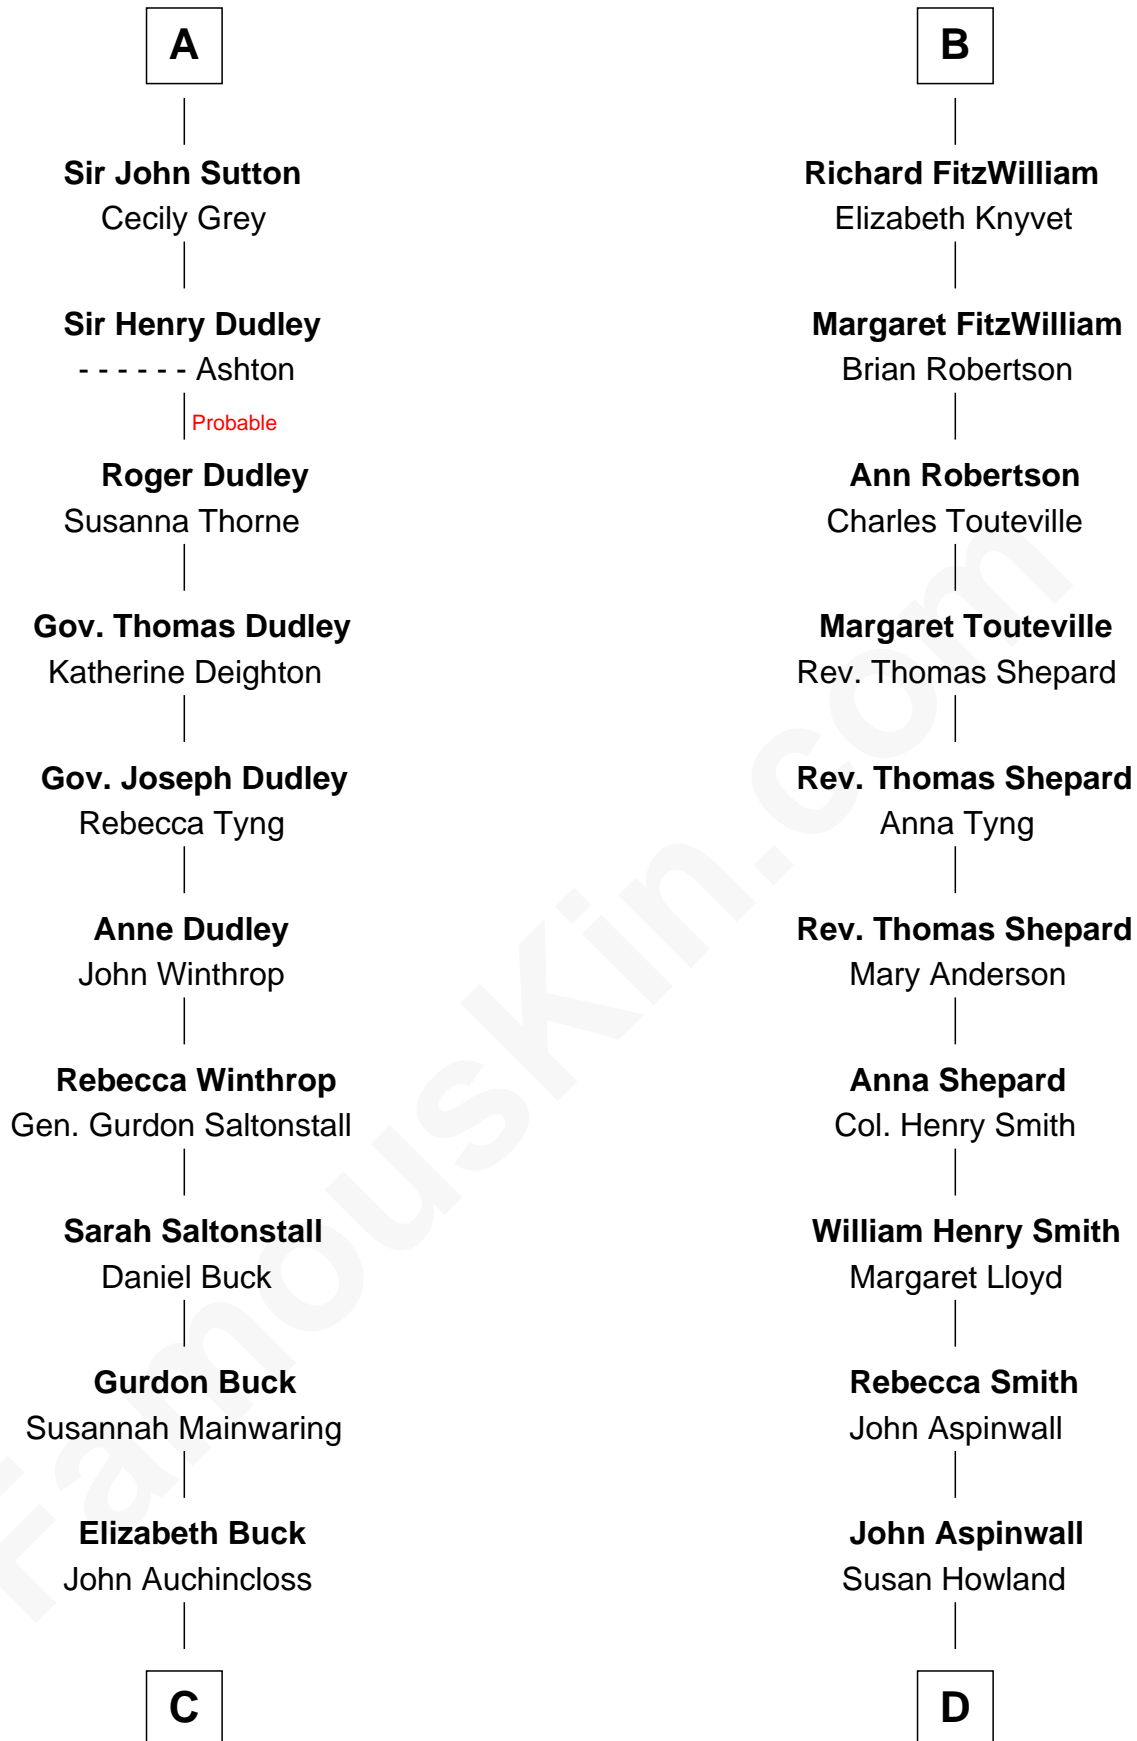 A
Sir John Sutton
Cecily Grey
Sir Henry Dudley
- - - - - - Ashton
Probable
Roger Dudley
Susanna Thorne
Gov. Thomas Dudley
Katherine Deighton
Gov. Joseph Dudley
Rebecca Tyng
Anne Dudley
John Winthrop
Rebecca Winthrop
Gen. Gurdon Saltonstall
Sarah Saltonstall
Daniel Buck
Gurdon Buck
Susannah Mainwaring
Elizabeth Buck
John Auchincloss
C
B
Richard FitzWilliam
Elizabeth Knyvet
Margaret FitzWilliam
Brian Robertson
Ann Robertson
Charles Touteville
Margaret Touteville
Rev. Thomas Shepard
Rev. Thomas Shepard
Anna Tyng
Rev. Thomas Shepard
Mary Anderson
Anna Shepard
Col. Henry Smith
William Henry Smith
Margaret Lloyd
Rebecca Smith
John Aspinwall
John Aspinwall
Susan Howland
D
FamousKin.com